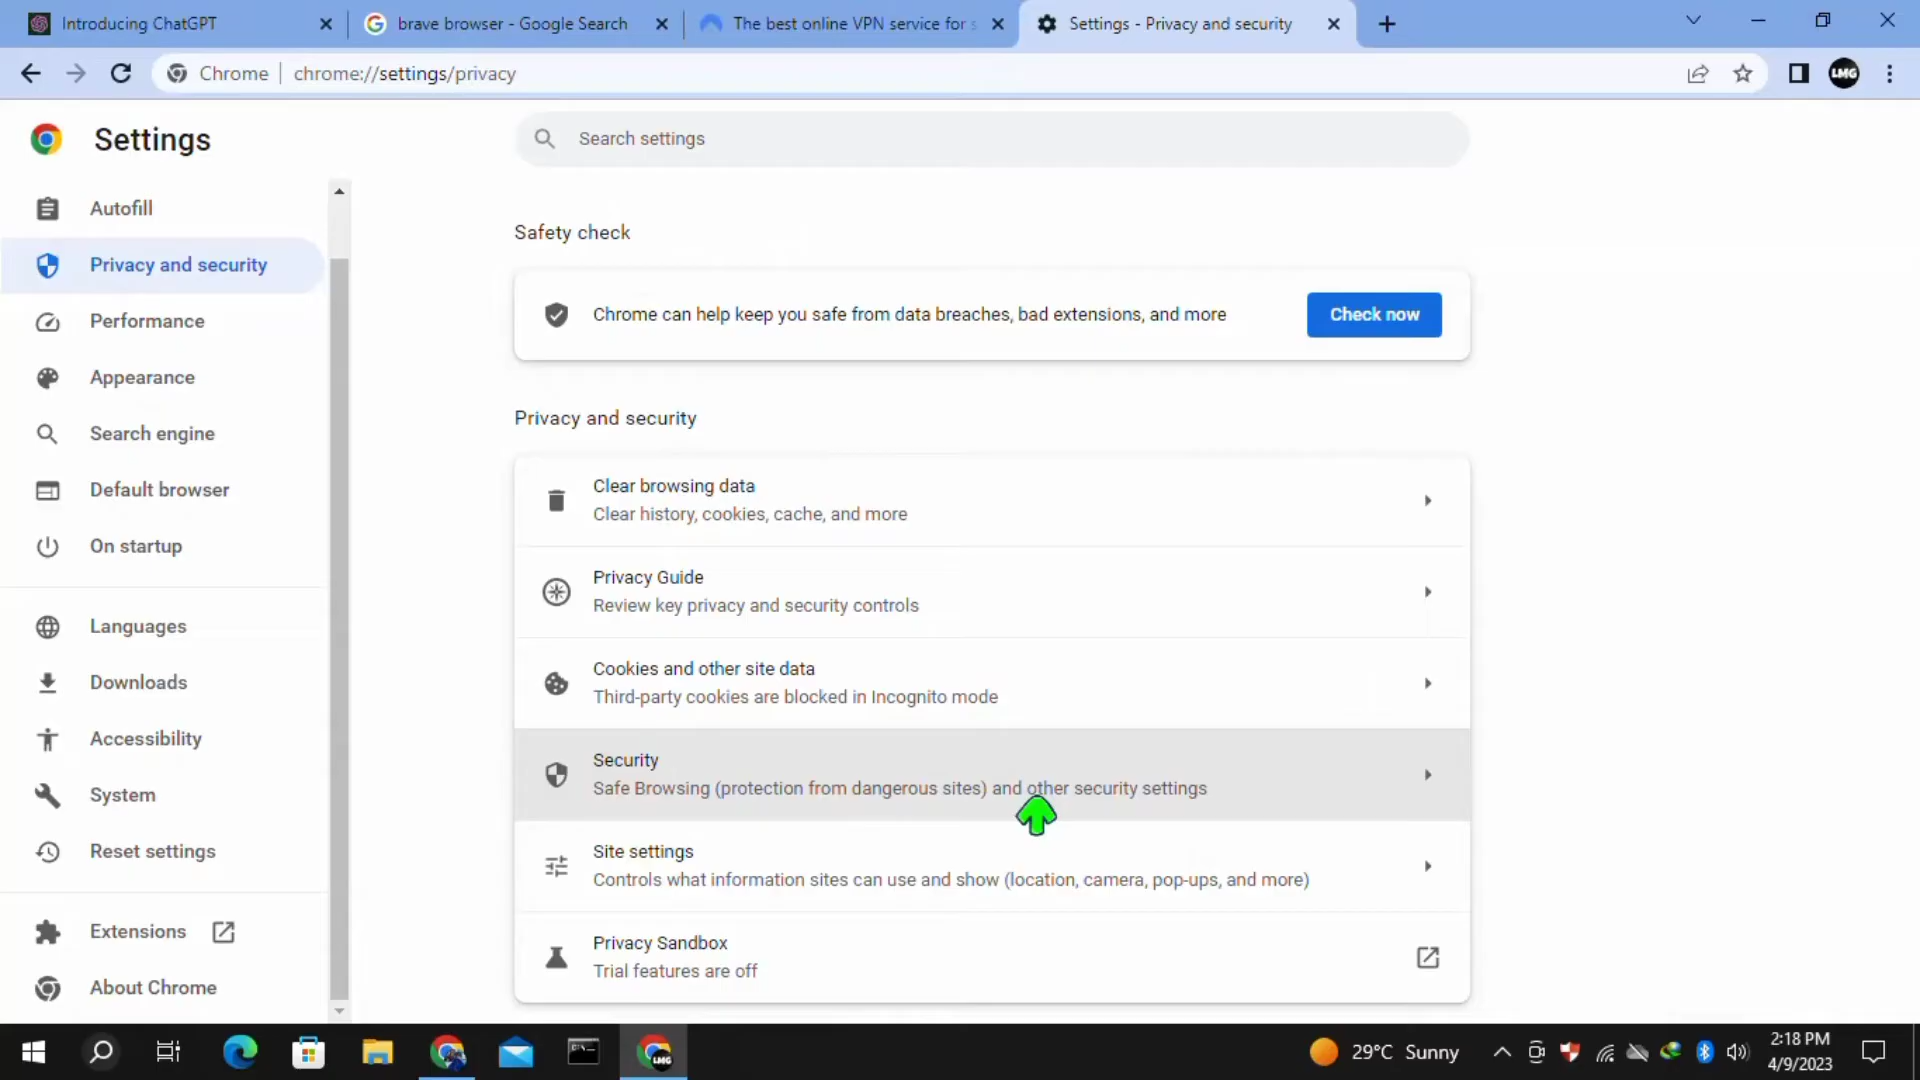 Introducing ChatGPT
brave browser - Google Search
The best online VPN service for s
Settings - Privacy and security
Chrome
chrome://settings/privacy
LMG
Settings
Search settings
Autofill
Privacy and security
Performance
Appearance
Search engine
Default browser
On startup
Languages
Downloads
Accessibility
System
Reset settings
Extensions
About Chrome
Safety check
Chrome can help keep you safe from data breaches, bad extensions, and more
Check now
Privacy and security
Clear browsing data
Clear history, cookies, cache, and more
Privacy Guide
Review key privacy and security controls
Cookies and other site data
Third-party cookies are blocked in Incognito mode
Security
Safe Browsing (protection from dangerous sites) and other security settings
Site settings
Controls what information sites can use and show (location, camera, pop-ups, and more)
Privacy Sandbox
Trial features are off
LMG
29°C Sunny
2:18 PM
4/9/2023